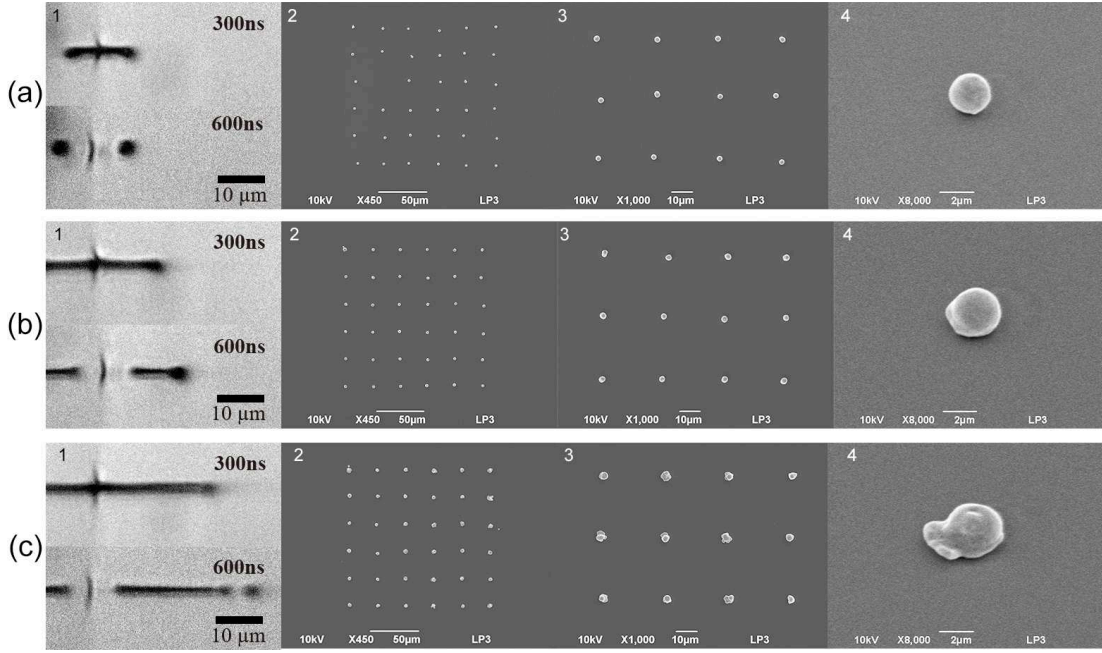 (a)
1
300ns
600ns
10 µm
2
10kV X450 50µm LP3
3
10kV X1,000 10µm LP3
4
10kV X8,000 2µm LP3
(b)
1
300ns
600ns
10 µm
2
10kV X450 50µm LP3
3
10kV X1,000 10µm LP3
4
10kV X8,000 2µm LP3
(c)
1
300ns
600ns
10 µm
2
10kV X450 50µm LP3
3
10kV X1,000 10µm LP3
4
10kV X8,000 2µm LP3